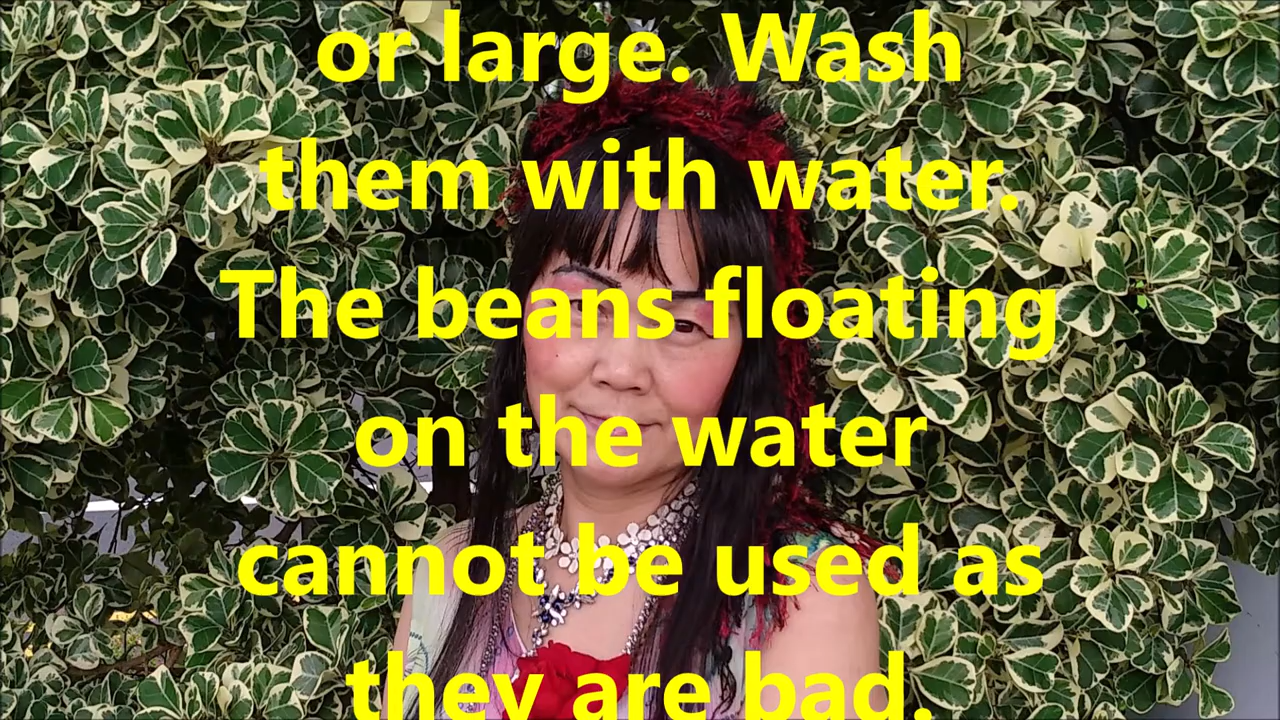 or large. Wash
them with water.
The beans floating
on the water
cannot be used as
they are bad.